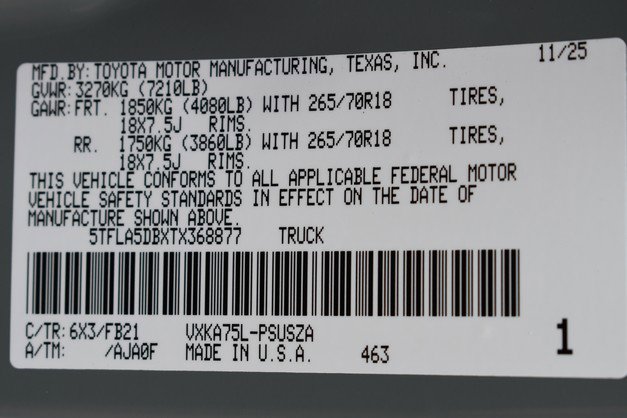 MFD.BY:TOYOTA MOTOR MANUFACTURING, TEXAS, INC. 11/25
GVWR:3270KG (7210LB)
GAWR:FRT. 1850KG (4080LB) WITH 265/70R18 TIRES,
18X7.5J RIMS.
RR. 1750KG (3860LB) WITH 265/70R18 TIRES,
18X7.5J RIMS.
THIS VEHICLE CONFORMS TO ALL APPLICABLE FEDERAL MOTOR
VEHICLE SAFETY STANDARDS IN EFFECT ON THE DATE OF
MANUFACTURE SHOWN ABOVE.
5TFLA5DBXTX368877 TRUCK
C/TR:6X3/FB21 VXKA75L-PSUSZA
A/TM: /AJA0F MADE IN U.S.A. 463 1